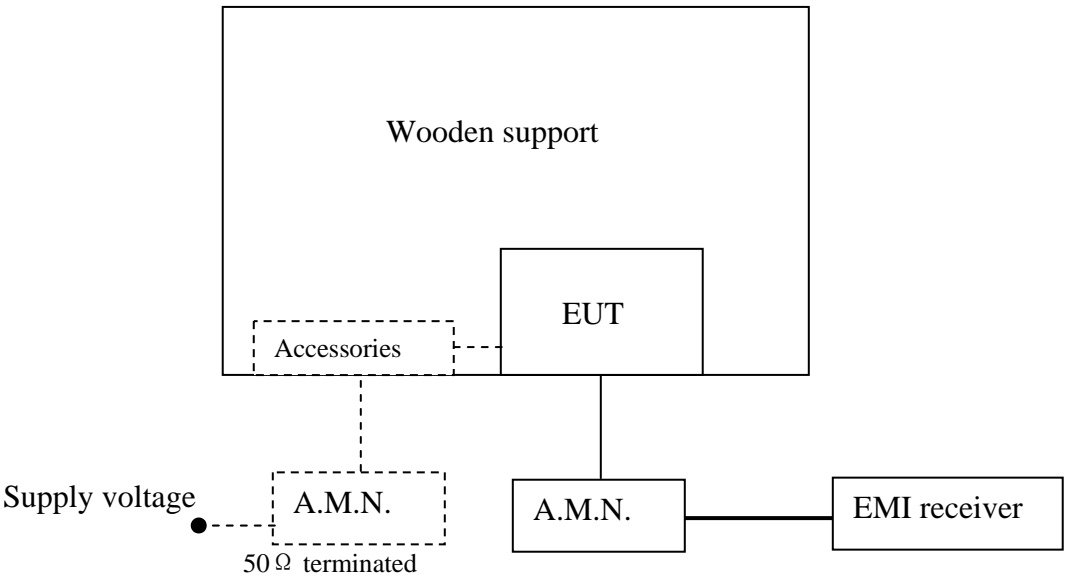 Wooden support
EUT
Accessories
Supply voltage
A.M.N.
50Ω terminated
A.M.N.
EMI receiver